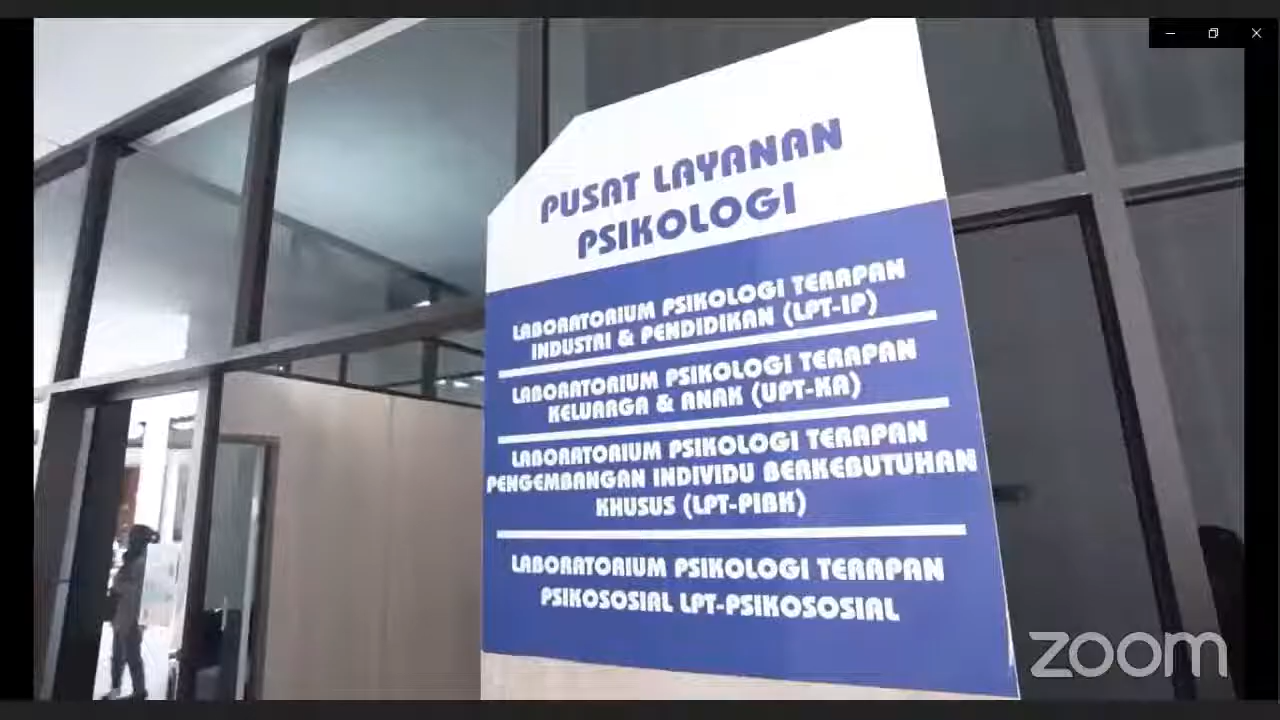 PUSAT LAYANAN
PSIKOLOGI
LABORATORIUM PSIKOLOGI TERAPAN
INDUSTRI & PENDIDIKAN (LPT-IP)
LABORATORIUM PSIKOLOGI TERAPAN
KELUARGA & ANAK (UPT-KA)
LABORATORIUM PSIKOLOGI TERAPAN
PENGEMBANGAN INDIVIDU BERKEBUTUHAN
KHUSUS (LPT-PIBK)
LABORATORIUM PSIKOLOGI TERAPAN
PSIKOSOSIAL LPT-PSIKOSOSIAL
zoom